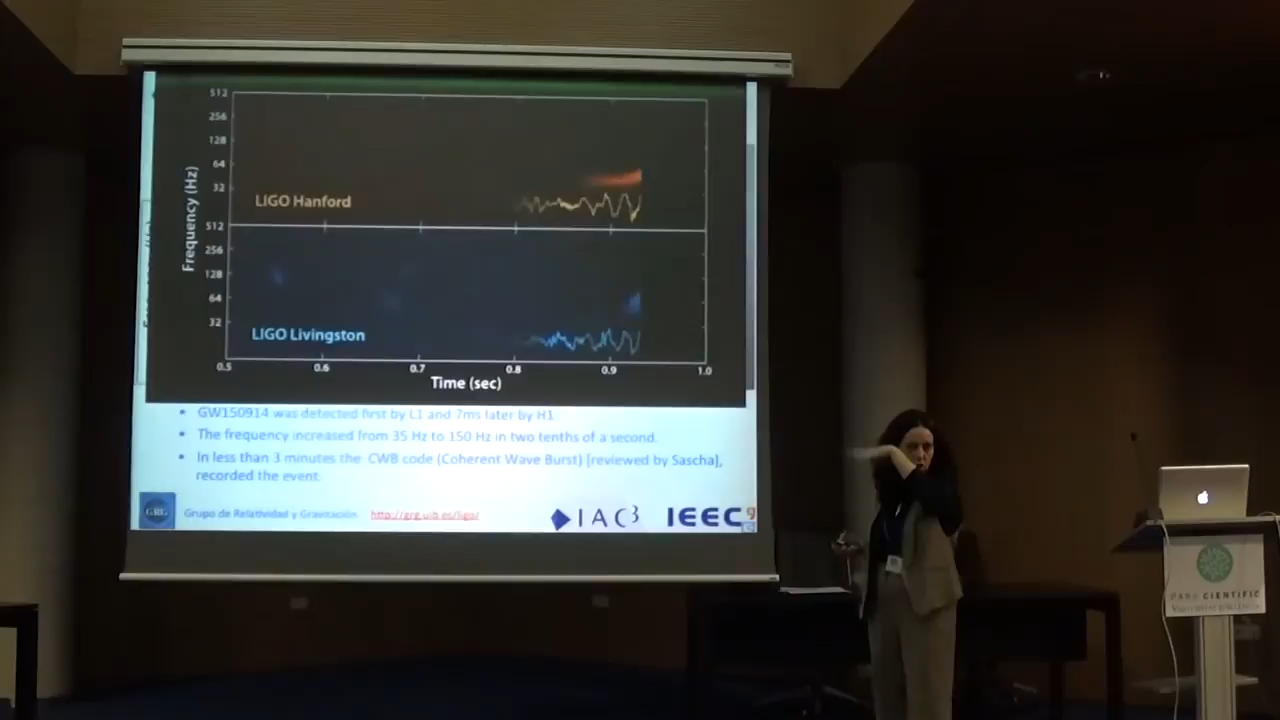 512
256
128
64
32
LIGO Hanford
Frequency (Hz)
512
256
128
64
32
LIGO Livingston
0.5 0.6 0.7 0.8 0.9 1.0
Time (sec)
• GW150914 was detected first by L1 and 7ms later by H1
• The frequency increased from 35 Hz to 150 Hz in two tenths of a second.
• In less than 3 minutes the CWB code (Coherent Wave Burst) [reviewed by Sascha],
recorded the event.
GRG
Grupo de Relatividad y Gravitación http://grg.uib.es/ligo/
IAC3 IEEC 9
PARC CIENTIFIC